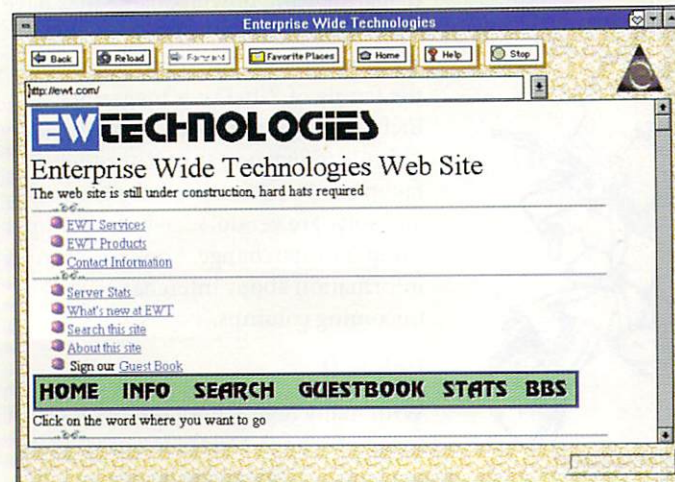 Enterprise Wide Technologies
Back Reload Forward Favorite Places Home Help Stop
http://ewt.com/
EWTECHNOLOGIES
Enterprise Wide Technologies Web Site
The web site is still under construction, hard hats required
EWT Services
EWT Products
Contact Information
Server Stats
What's new at EWT
Search this site
About this site
Sign our Guest Book
HOME INFO SEARCH GUESTBOOK STATS BBS
Click on the word where you want to go